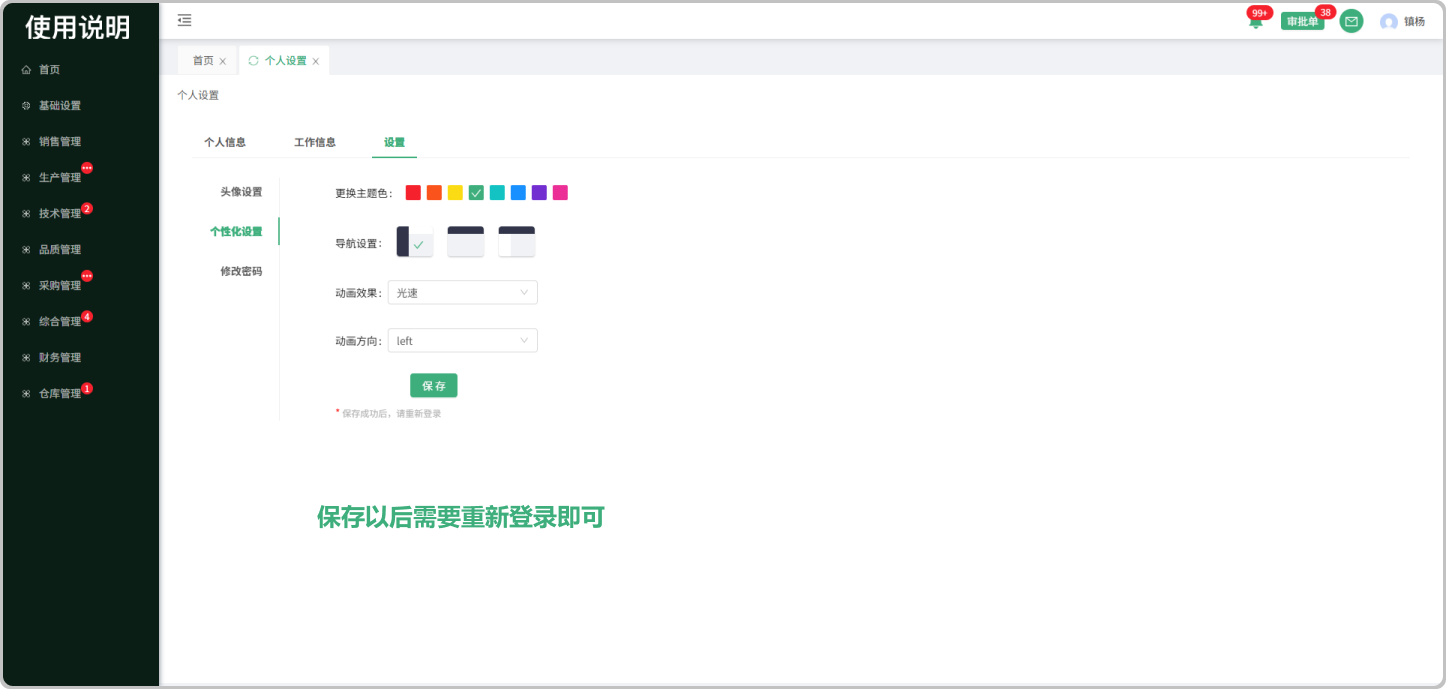 使用说明
99+
审批单
38
镇杨
首页
基础设置
销售管理
生产管理
技术管理
2
品质管理
采购管理
综合管理
4
财务管理
仓库管理
1
首页
个人设置
个人设置
个人信息
工作信息
设置
头像设置
个性化设置
修改密码
更换主题色：
导航设置：
动画效果：
光速
动画方向：
left
保 存
* 保存成功后，请重新登录
保存以后需要重新登录即可